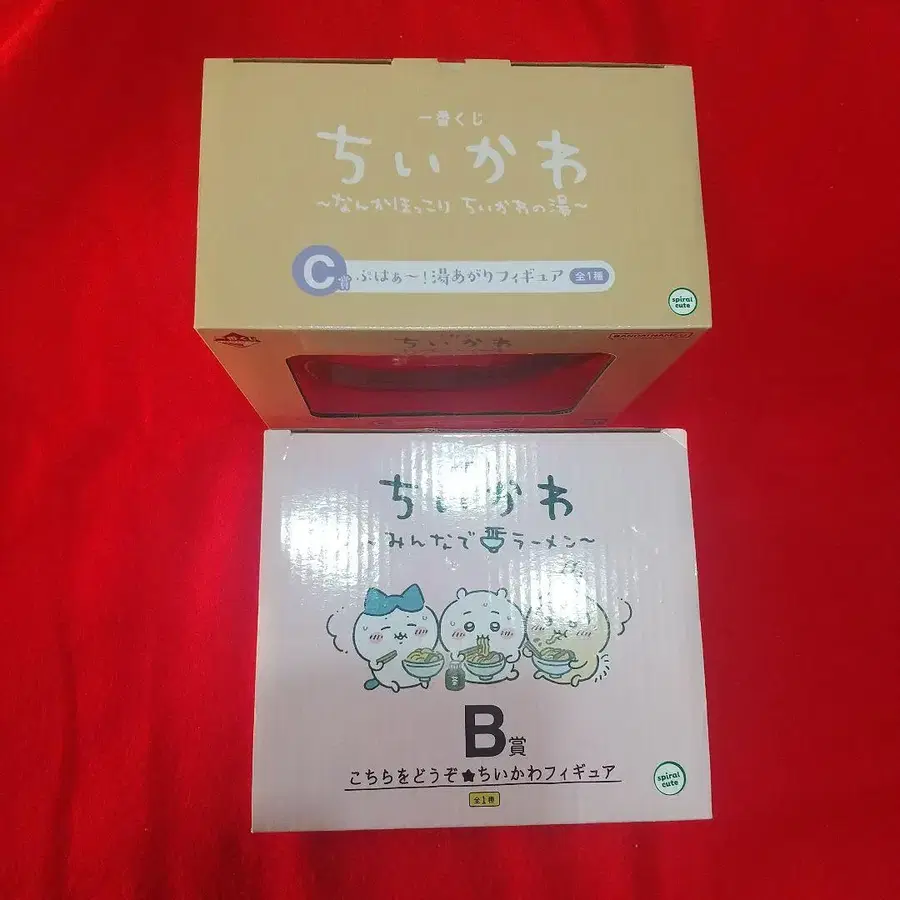 一番くじ
ちいかわ
～なんかほっこり ちいかわの湯～
C賞 ぷはぁ～！湯あがりフィギュア 全1種
spiral
cute
ちいかわ
BANDAI NAMCO
ちいかわ
～みんなでラーメン～
茶
B賞
こちらをどうぞ★ちいかわフィギュア
全1種
spiral
cute